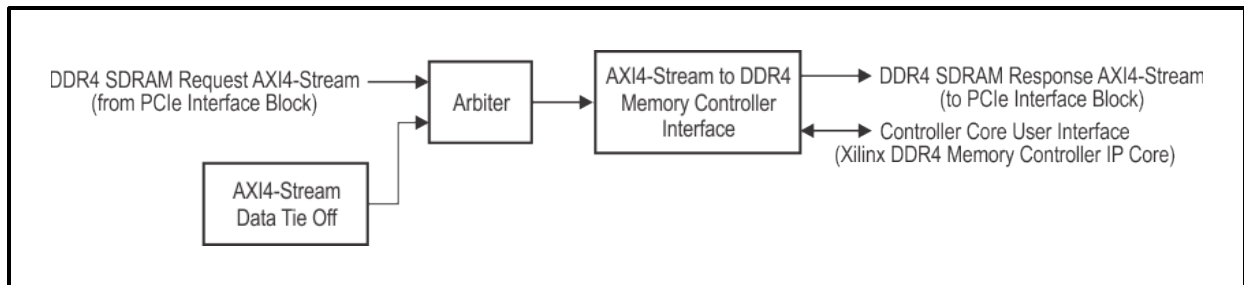 DDR4 SDRAM Request AXI4-Stream
(from PCIe Interface Block)
Arbiter
AXI4-Stream to DDR4
Memory Controller
Interface
DDR4 SDRAM Response AXI4-Stream
(to PCIe Interface Block)
Controller Core User Interface
(Xilinx DDR4 Memory Controller IP Core)
AXI4-Stream
Data Tie Off